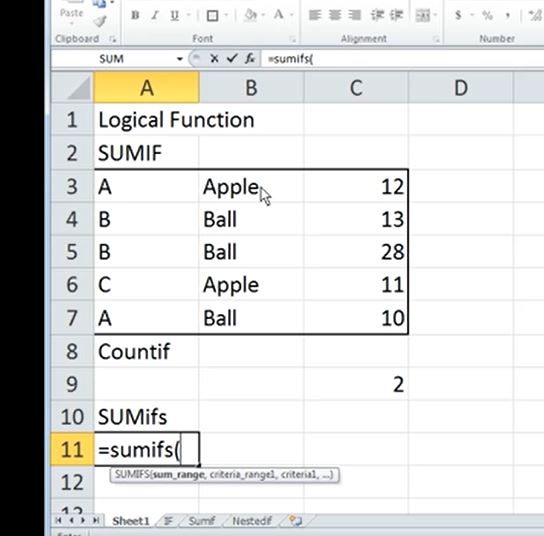 Paste
B I U A
$ % ,
Clipboard Font Alignment Number
SUM fx =sumifs(
A B C D
1 Logical Function
2 SUMIF
3 A Apple 12
4 B Ball 13
5 B Ball 28
6 C Apple 11
7 A Ball 10
8 Countif
9 2
10 SUMifs
11 =sumifs(
SUMIFS(sum_range, criteria_range1, criteria1, ...)
12
Sheet1 IF Sumif Nestedif
Enter